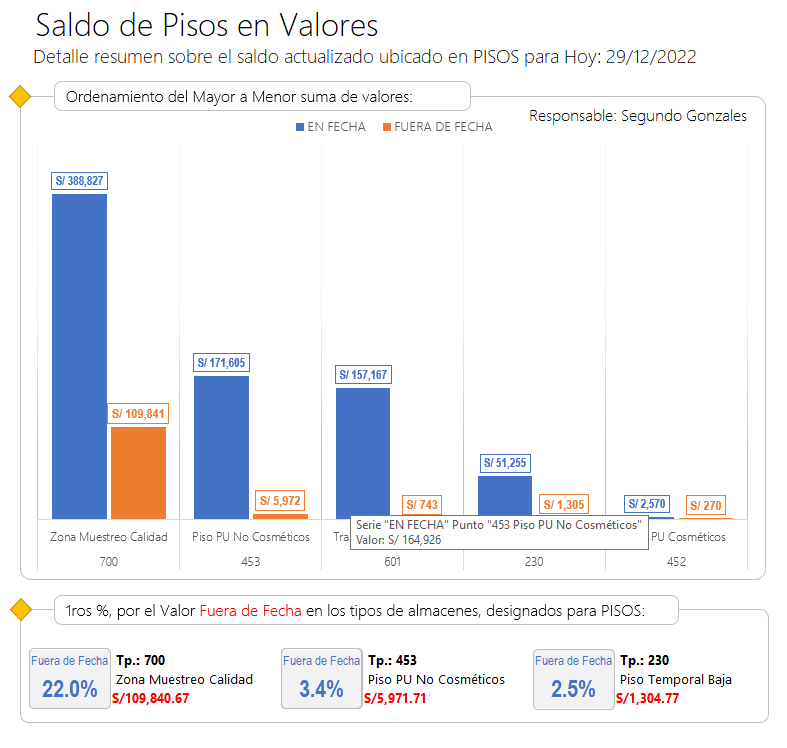 Saldo de Pisos en Valores
Detalle resumen sobre el saldo actualizado ubicado en PISOS para Hoy: 29/12/2022
Ordenamiento del Mayor a Menor suma de valores:
Responsable: Segundo Gonzales
EN FECHA FUERA DE FECHA
S/ 388,827
S/ 171,605
S/ 157,167
S/ 109,841
S/ 51,255
S/ 5,972
S/ 743
S/ 1,305
S/ 2,570
S/ 270
Serie "EN FECHA" Punto "453 Piso PU No Cosméticos"
Valor: S/ 164,926
Zona Muestreo Calidad Piso PU No Cosméticos PU Cosméticos
700 453 601 230 452
1ros %, por el Valor Fuera de Fecha en los tipos de almacenes, designados para PISOS:
Fuera de Fecha
22.0%
Tp.: 700
Zona Muestreo Calidad
S/109,840.67
Fuera de Fecha
3.4%
Tp.: 453
Piso PU No Cosméticos
S/5,971.71
Fuera de Fecha
2.5%
Tp.: 230
Piso Temporal Baja
S/1,304.77